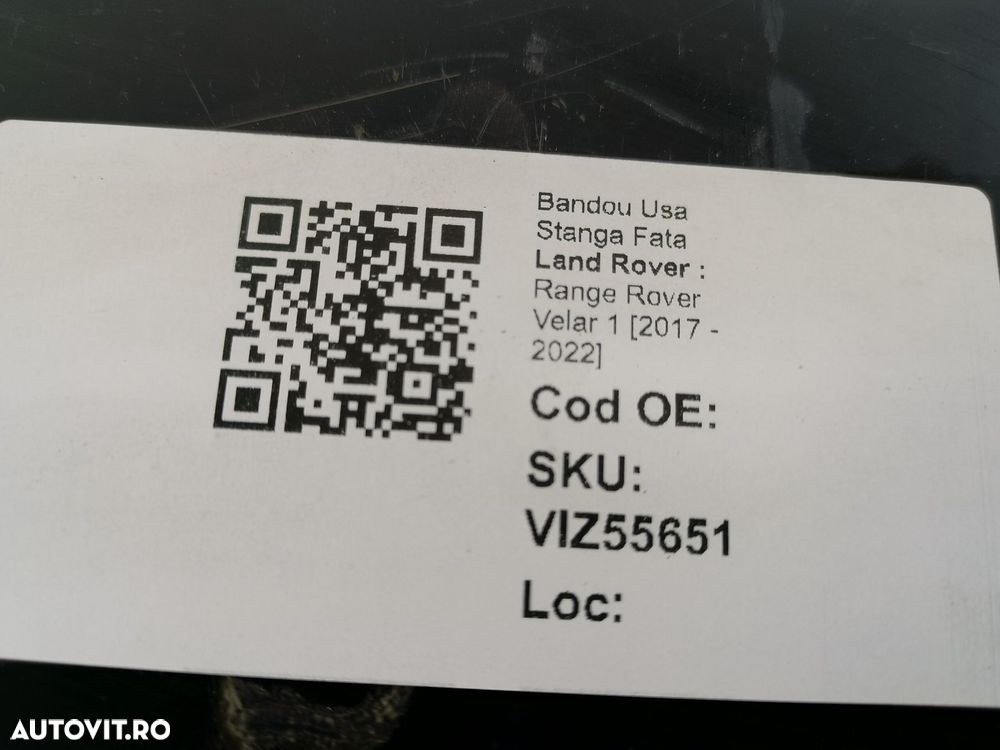 Bandou Usa
Stanga Fata
Land Rover :
Range Rover
Velar 1 [2017 -
2022]
Cod OE:
SKU:
VIZ55651
Loc:
AUTOVIT.RO